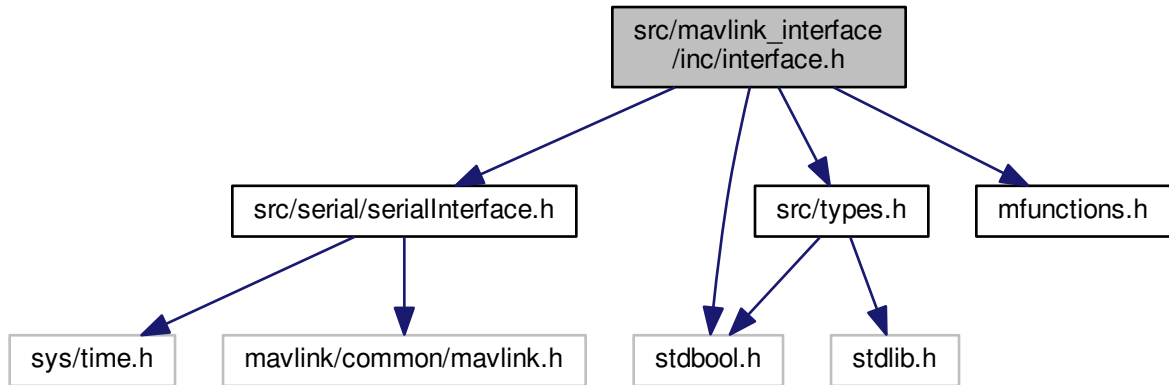 src/mavlink_interface
/inc/interface.h
src/serial/serialInterface.h
src/types.h
mfunctions.h
sys/time.h
mavlink/common/mavlink.h
stdbool.h
stdlib.h